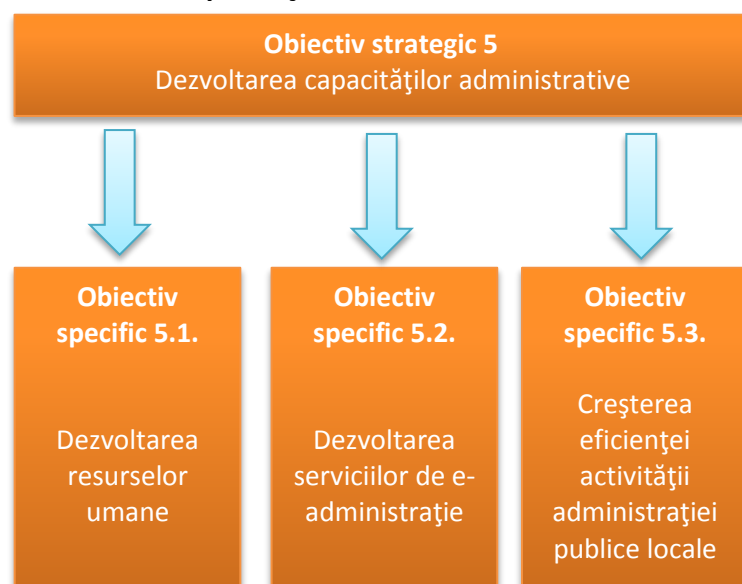 Obiectiv strategic 5
Dezvoltarea capacităţilor administrative
Obiectiv
specific 5.1.
Dezvoltarea
resurselor
umane
Obiectiv
specific 5.2.
Dezvoltarea
serviciilor de e-
administraţie
Obiectiv
specific 5.3.
Creşterea
eficienţei
activităţii
administraţiei
publice locale